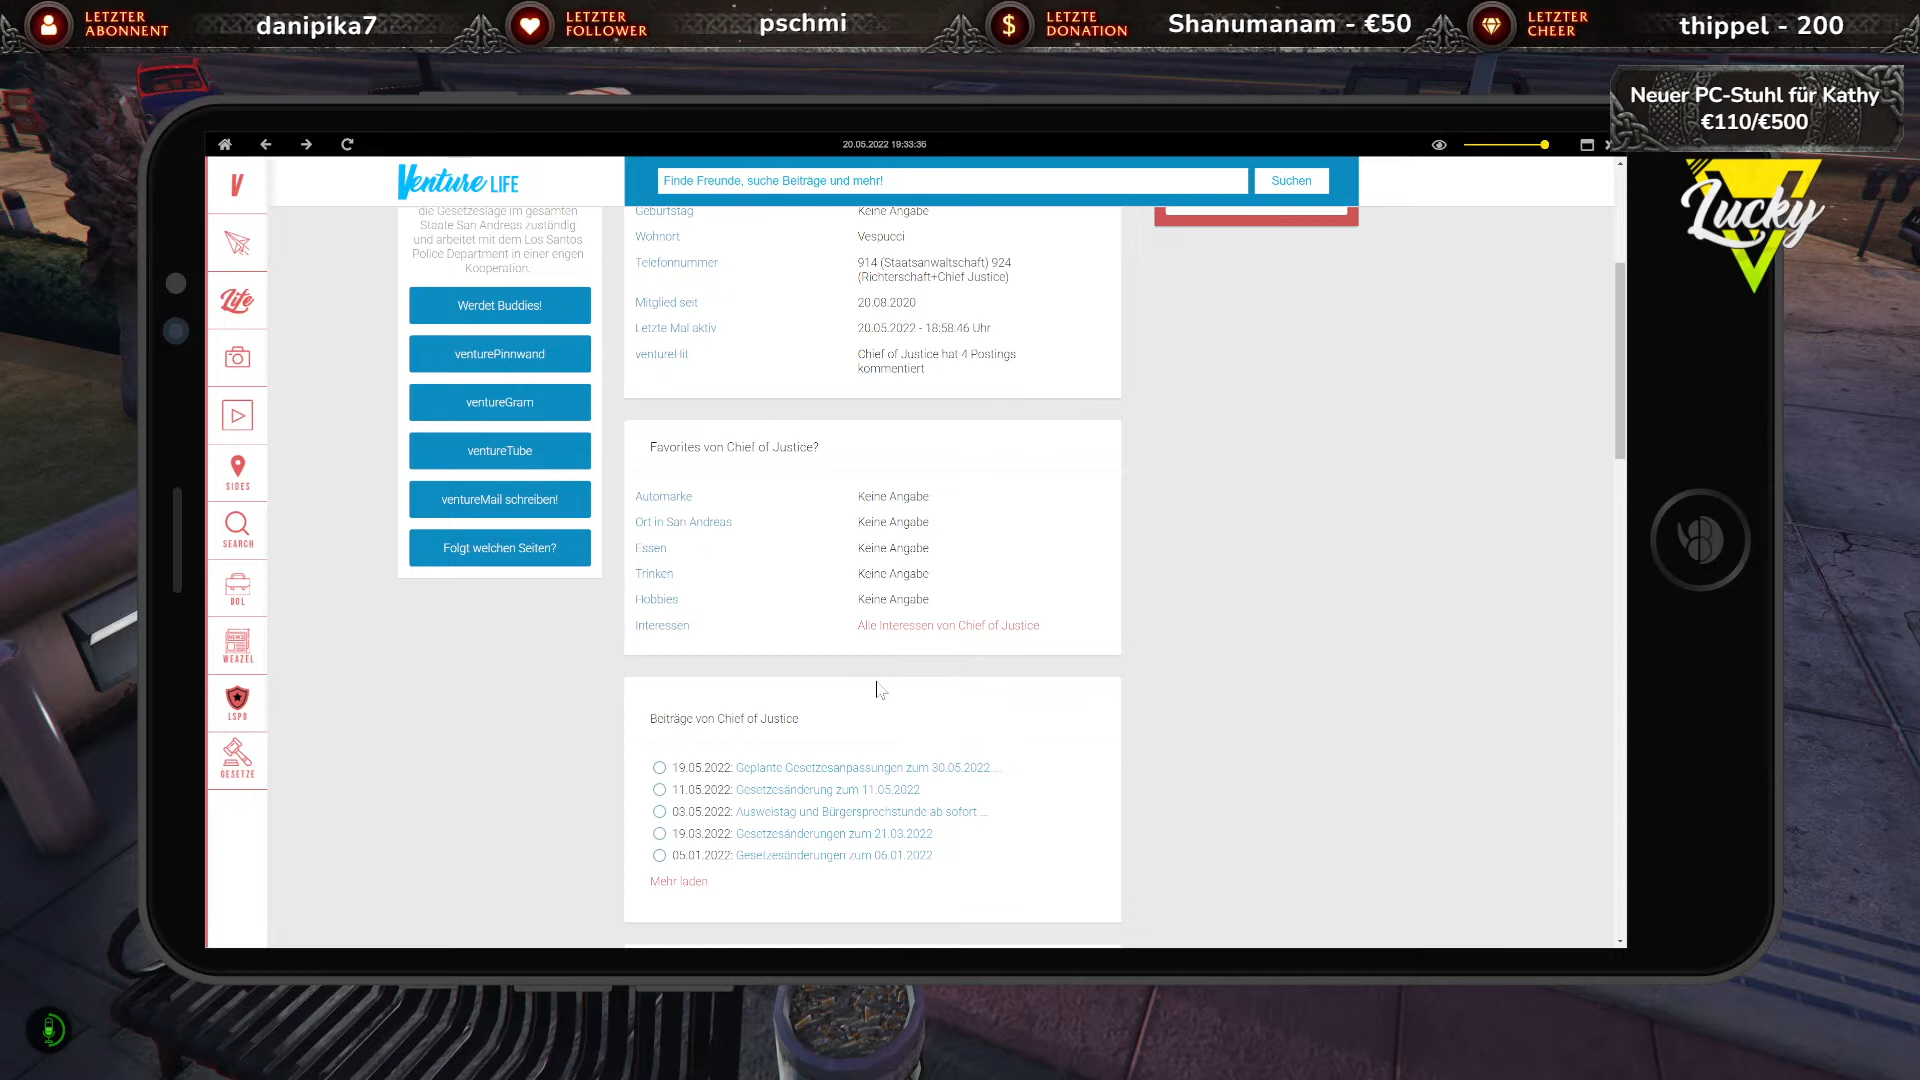 LETZTER
ABONNENT
danipika7
LETZTER
FOLLOWER
pschmi
LETZTE
DONATION
Shanumanam - €50
LETZTER
CHEER
thippel - 200
Neuer PC-Stuhl für Kathy
€110/€500
Lucky
20.05.2022 19:33:36
V
Venture LIFE
Finde Freunde, suche Beiträge und mehr!
Suchen
Life
SIDES
SEARCH
DOL
NEWS
WEAZEL
LSPD
GESETZE
die Gesetzeslage im gesamten
Staate San Andreas zuständig
und arbeitet mit dem Los Santos
Police Department in einer engen
Kooperation.
Werdet Buddies!
venturePinnwand
ventureGram
ventureTube
ventureMail schreiben!
Folgt welchen Seiten?
Geburtstag Keine Angabe
Wohnort Vespucci
Telefonnummer 914 (Staatsanwaltschaft) 924
(Richterschaft+Chief Justice)
Mitglied seit 20.08.2020
Letzte Mal aktiv 20.05.2022 - 18:58:46 Uhr
ventureHit Chief of Justice hat 4 Postings
kommentiert
Favorites von Chief of Justice?
Automarke Keine Angabe
Ort in San Andreas Keine Angabe
Essen Keine Angabe
Trinken Keine Angabe
Hobbies Keine Angabe
Interessen Alle Interessen von Chief of Justice
Beiträge von Chief of Justice
19.05.2022: Geplante Gesetzesanpassungen zum 30.05.2022 ...
11.05.2022: Gesetzesänderung zum 11.05.2022
03.05.2022: Ausweistag und Bürgersprechstunde ab sofort ...
19.03.2022: Gesetzesänderungen zum 21.03.2022
05.01.2022: Gesetzesänderungen zum 06.01.2022
Mehr laden